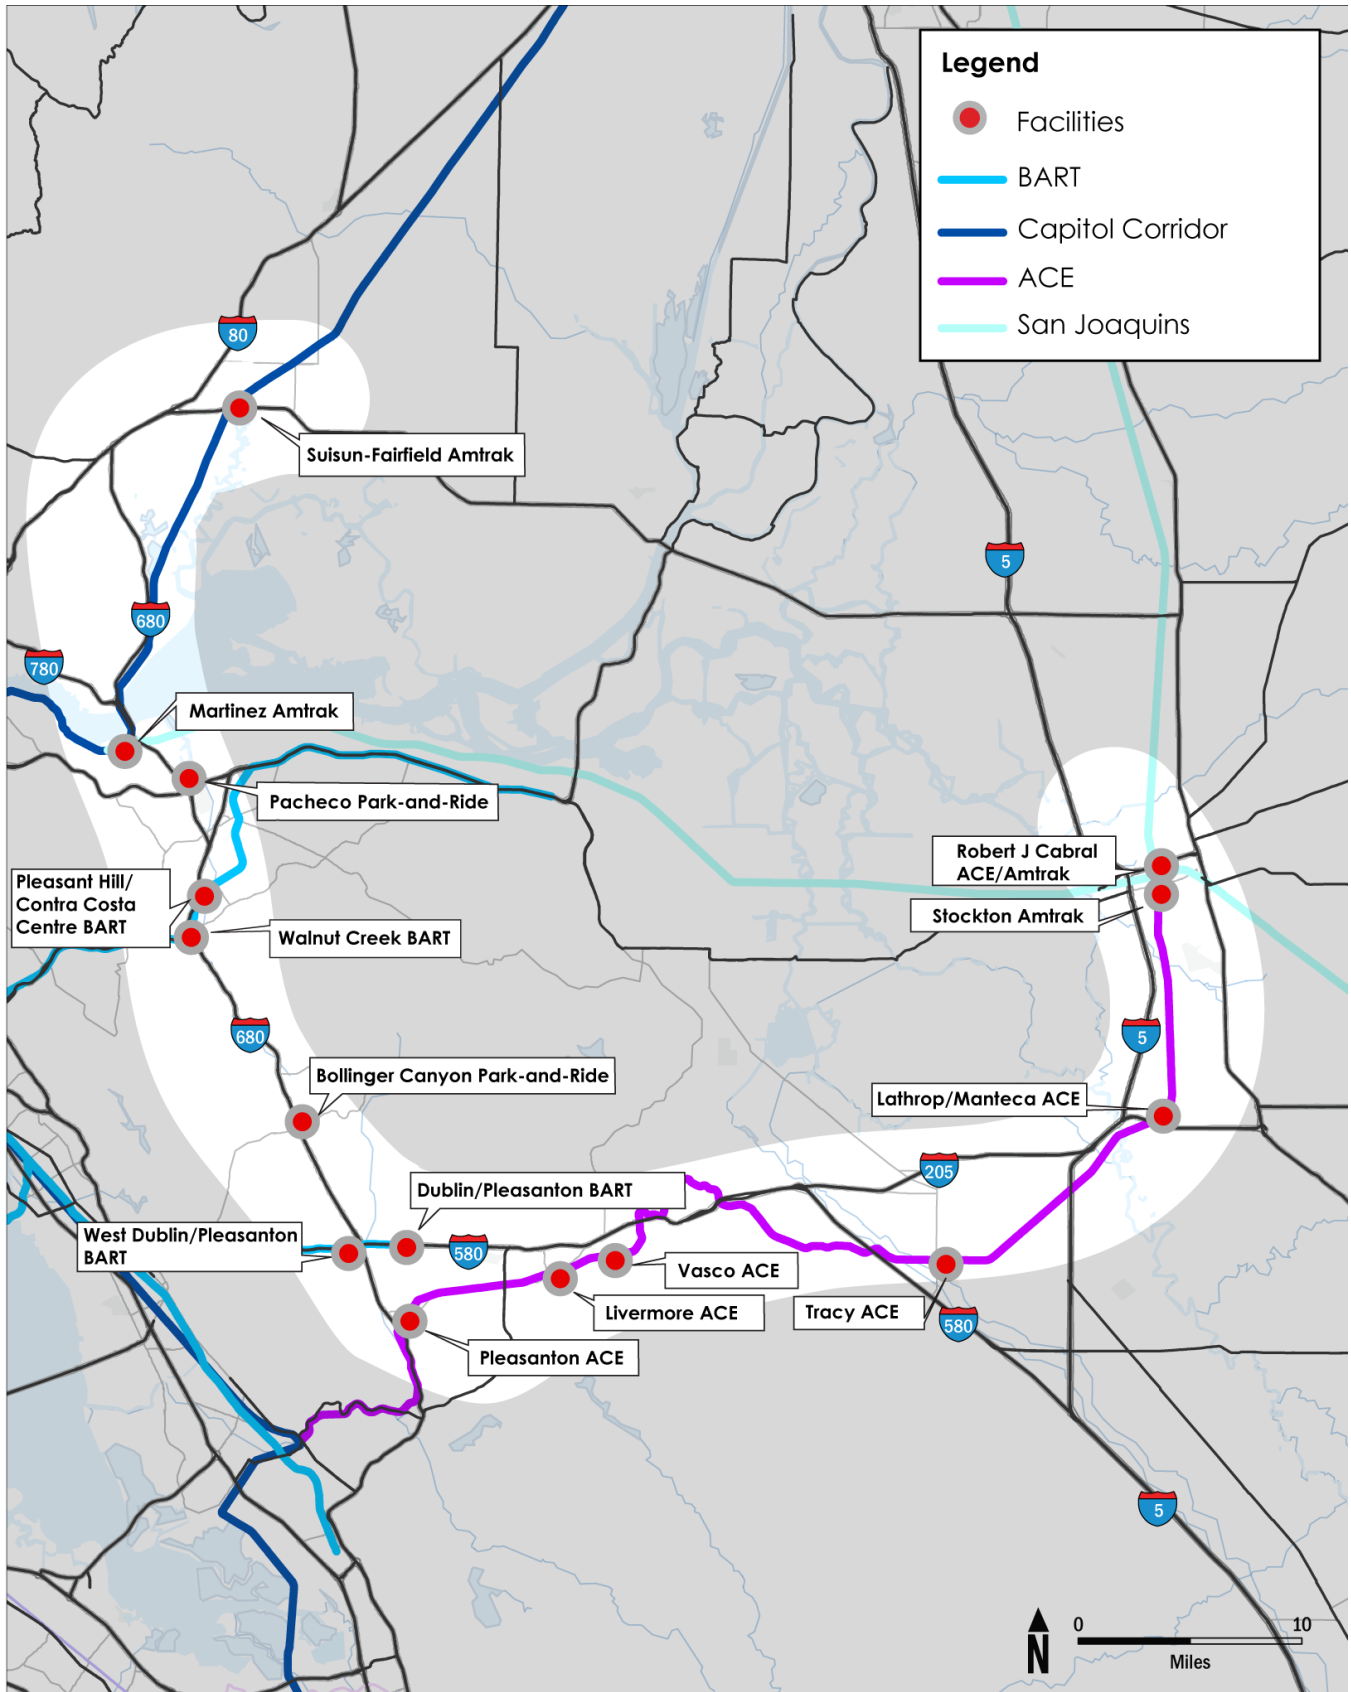 Legend
Facilities
BART
Capitol Corridor
ACE
San Joaquins
80
Suisun-Fairfield Amtrak
5
680
780
Martinez Amtrak
Pacheco Park-and-Ride
Robert J Cabral
ACE/Amtrak
Pleasant Hill/
Contra Costa
Centre BART
Stockton Amtrak
Walnut Creek BART
680
5
Bollinger Canyon Park-and-Ride
Lathrop/Manteca ACE
205
Dublin/Pleasanton BART
West Dublin/Pleasanton
BART
580
Vasco ACE
Livermore ACE
Tracy ACE
580
Pleasanton ACE
5
N
0 10
Miles